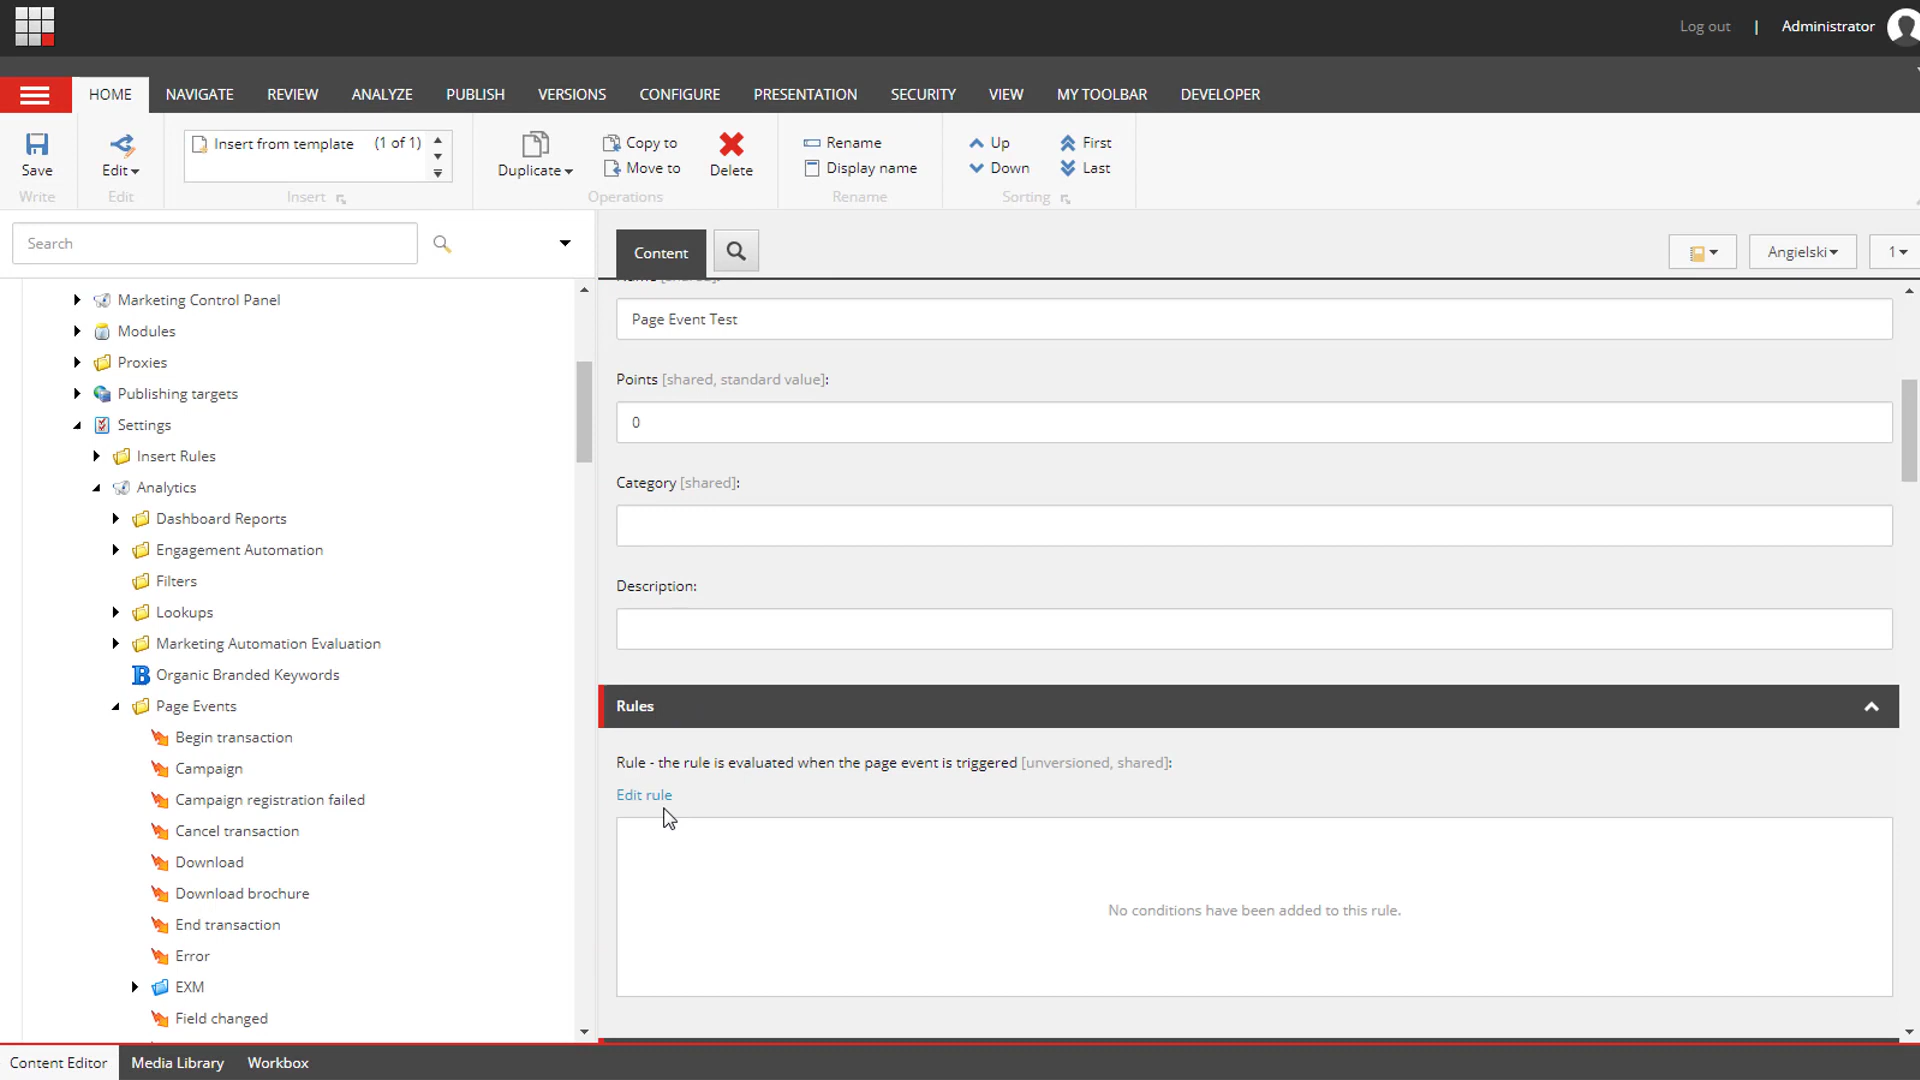 Log out | Administrator
HOME NAVIGATE REVIEW ANALYZE PUBLISH VERSIONS CONFIGURE PRESENTATION SECURITY VIEW MY TOOLBAR DEVELOPER
Save
Write
Edit
Edit
Insert from template (1 of 1)
Insert
Duplicate
Copy to
Move to
Delete
Operations
Rename
Display name
Rename
Up
Down
First
Last
Sorting
Search
Marketing Control Panel
Modules
Proxies
Publishing targets
Settings
Insert Rules
Analytics
Dashboard Reports
Engagement Automation
Filters
Lookups
Marketing Automation Evaluation
Organic Branded Keywords
Page Events
Begin transaction
Campaign
Campaign registration failed
Cancel transaction
Download
Download brochure
End transaction
Error
EXM
Field changed
Content
Angielski
1
Name [shared]:
Page Event Test
Points [shared, standard value]:
0
Category [shared]:
Description:
Rules
Rule - the rule is evaluated when the page event is triggered [unversioned, shared]:
Edit rule
No conditions have been added to this rule.
Content Editor Media Library Workbox